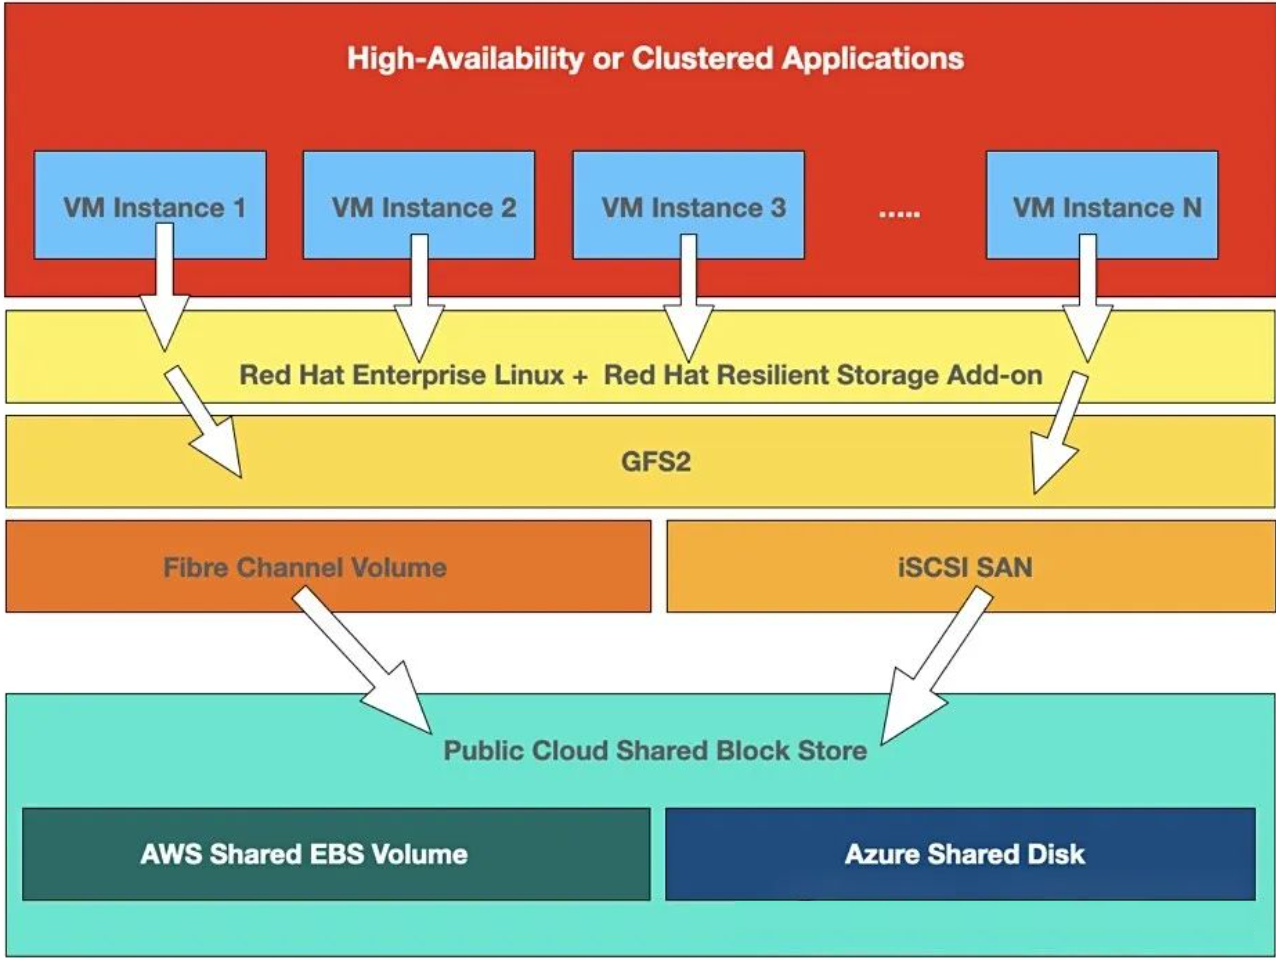 High-Availability or Clustered Applications
VM Instance 1
VM Instance 2
VM Instance 3
.....
VM Instance N
Red Hat Enterprise Linux + Red Hat Resilient Storage Add-on
GFS2
Fibre Channel Volume
iSCSI SAN
Public Cloud Shared Block Store
AWS Shared EBS Volume
Azure Shared Disk